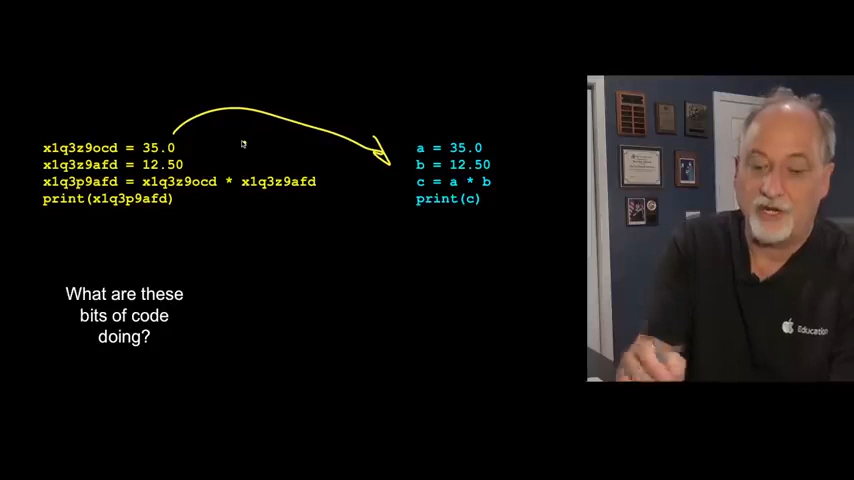 x1q3z9ocd = 35.0
x1q3z9afd = 12.50
x1q3p9afd = x1q3z9ocd * x1q3z9afd
print(x1q3p9afd)
a = 35.0
b = 12.50
c = a * b
print(c)
What are these
bits of code
doing?
Education